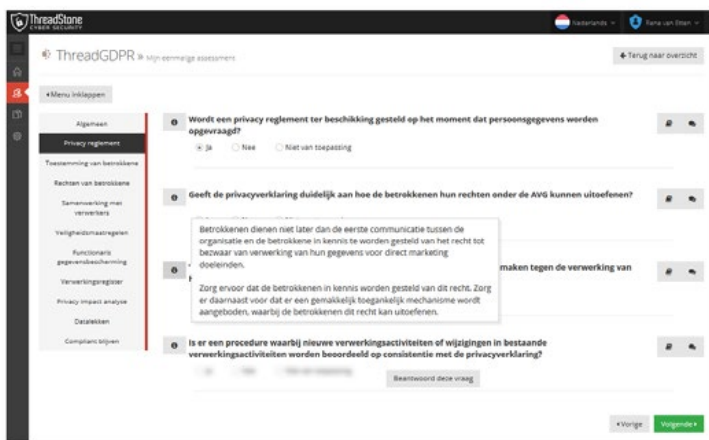 ThreadStone
CYBER SECURITY
Nederlands
Rena van Etten
ThreadGDPR » Mijn eenmalige assessment
Terug naar overzicht
Menu inklappen
Algemeen
Privacy reglement
Toestemming van betrokkene
Rechten van betrokkene
Samenwerking met
verwerkers
Veiligheidsmaatregelen
Functionaris
gegevensbescherming
Verwerkingsregister
Privacy impact analyse
Datalekken
Compliant blijven
Wordt een privacy reglement ter beschikking gesteld op het moment dat persoonsgegevens worden
opgevraagd?
Ja Nee Niet van toepassing
Geeft de privacyverklaring duidelijk aan hoe de betrokkenen hun rechten onder de AVG kunnen uitoefenen?
Betrokkenen dienen niet later dan de eerste communicatie tussen de
organisatie en de betrokkene in kennis te worden gesteld van het recht tot
bezwaar van verwerking van hun gegevens voor direct marketing
doeleinden.
maken tegen de verwerking van
Zorg ervoor dat de betrokkenen in kennis worden gesteld van dit recht. Zorg
er daarnaast voor dat er een gemakkelijk toegankelijk mechanisme wordt
aangeboden, waarbij de betrokkenen dit recht kan uitoefenen.
Is er een procedure waarbij nieuwe verwerkingsactiviteiten of wijzigingen in bestaande
verwerkingsactiviteiten worden beoordeeld op consistentie met de privacyverklaring?
Beantwoord deze vraag
Vorige
Volgende